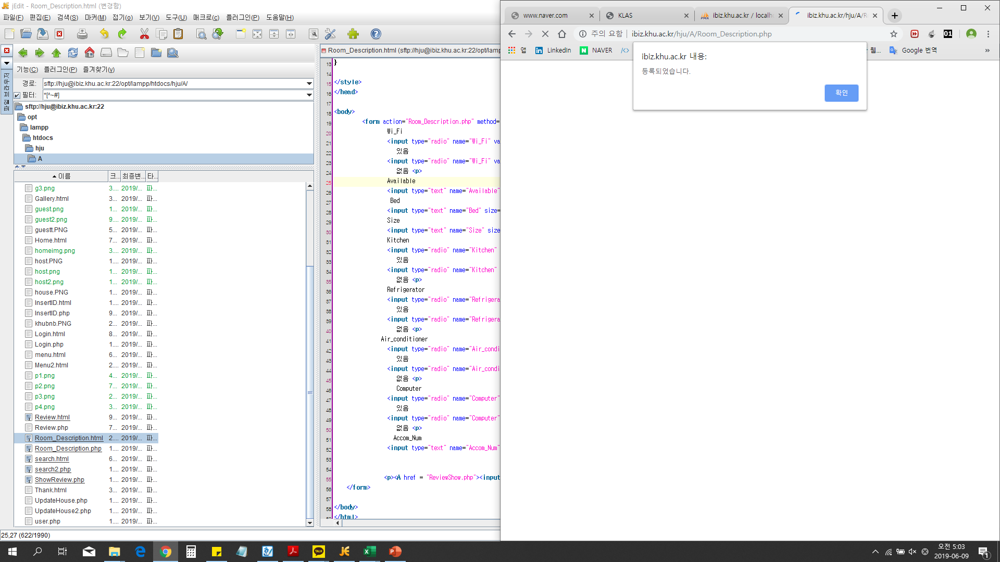 jEdit - Room_Description.html (변경함)
파일(F) 편집(E) 검색(S) 마커(M) 접기(o) 보기(V) 도구(U) 매크로(c) 플러그인(P) 도움말(H)
기능(C) 플러그인(P) 즐겨찾기(v)
경로: sftp://hju@ibiz.khu.ac.kr:22/opt/lampp/htdocs/hju/A/
필터: *[^~#]
sftp://hju@ibiz.khu.ac.kr:22
opt
lampp
htdocs
hju
A
이름 크... 최종변... 타...
g3.png 3.... 2019/... 파...
Gallery.html 3... 2019/... 파...
guest.png 1... 2019/... 파...
guest2.png 9... 2019/... 파...
guestt.PNG 5... 2019/... 파...
Home.html 7... 2019/... 파...
homeimg.png 3.... 2019/... 파...
host.PNG 1.... 2019/... 파...
host.png 1... 2019/... 파...
host2.png 1... 2019/... 파...
house.PNG 1... 2019/... 파...
InsertID.html 1.... 2019/... 파...
InsertID.php 9... 2019/... 파...
khubnb.PNG 2... 2019/... 파...
Login.html 8... 2019/... 파...
Login.php 1.... 2019/... 파...
menu.html 6... 2019/... 파...
Menu2.html 2.... 2019/... 파...
p1.png 4... 2019/... 파...
p2.png 7... 2019/... 파...
p3.png 2... 2019/... 파...
p4.png 3... 2019/... 파...
Review.html 9... 2019/... 파...
Review.php 7... 2019/... 파...
Room_Description.html 2.... 2019/... 파...
Room_Description.php 1.... 2019/... 파...
search.html 6... 2019/... 파...
search2.php 1.... 2019/... 파...
ShowReview.php 1.... 2019/... 파...
Thank.html 3... 2019/... 파...
UpdateHouse.php 1.... 2019/... 파...
UpdateHouse2.php 1.... 2019/... 파...
user.php 1.... 2019/... 파...
25,27 (622/1990)
Room_Description.html (sftp://hju@ibiz.khu.ac.kr:22/opt/lamp
13 }
14
15 </style>
16 </head>
17
18 <body>
19 <form action="Room_Description.php" method=
20 Wi_Fi
21 <input type="radio" name="Wi_Fi" va
22 있음
23 <input type="radio" name="Wi_Fi" va
24 없음 <p>
25 Available
26 <input type="text" name="Available"
27 Bed
28 <input type="text" name="Bed" size=
29 Size
30 <input type="text" name="Size" size
31 Kitchen
32 <input type="radio" name="Kitchen"
33 있음
34 <input type="radio" name="Kitchen"
35 없음 <p>
36 Refrigerator
37 <input type="radio" name="Refrigera
38 있음
39 <input type="radio" name="Refrigera
40 없음 <p>
41 Air_conditioner
42 <input type="radio" name="Air_condi
43 있음
44 <input type="radio" name="Air_condi
45 없음 <p>
46 Computer
47 <input type="radio" name="Computer"
48 있음
49 <input type="radio" name="Computer"
50 없음 <p>
51 Accom_Num
52 <input type="text" name="Accom_Num"
53
54
55 <p><A href = "ReviewShow.php"><input
56 </form>
57
58 </body>
</html>
www.naver.com KLAS ibiz.khu.ac.kr / localh ibiz.khu.ac.kr/hju/A/R
주의 요함 ibiz.khu.ac.kr/hju/A/Room_Description.php
앱 LinkedIn NAVER 웹... Google 번역 »
ibiz.khu.ac.kr 내용:
등록되었습니다.
확인
오전 5:03
2019-06-09